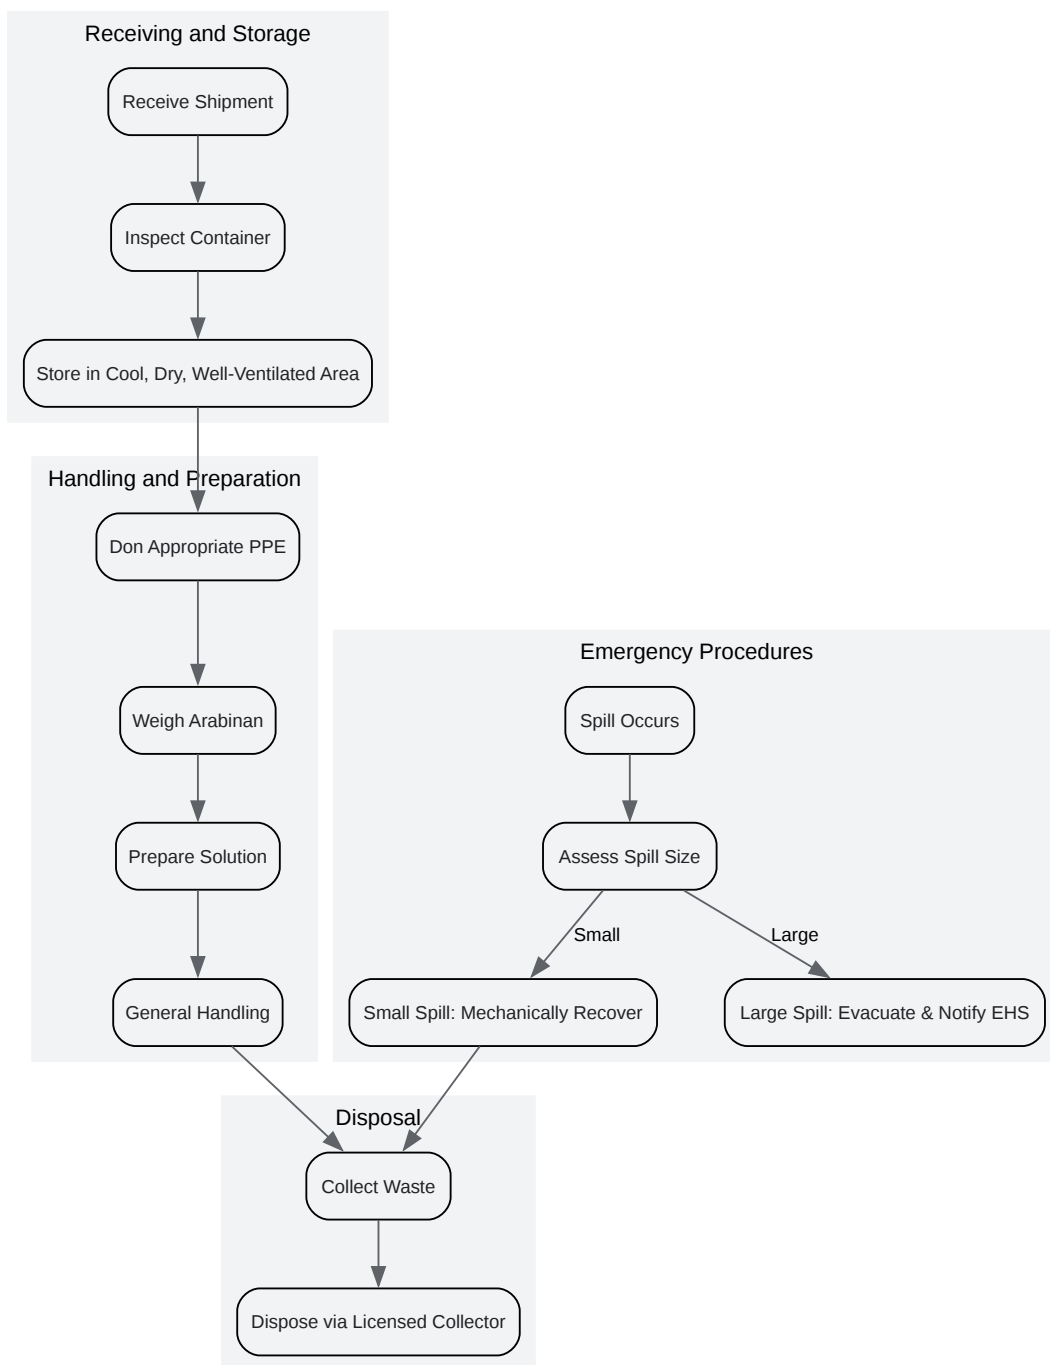 Receiving and Storage
Receive Shipment
Inspect Container
Store in Cool, Dry, Well-Ventilated Area
Handling and Preparation
Don Appropriate PPE
Weigh Arabinan
Prepare Solution
General Handling
Emergency Procedures
Spill Occurs
Assess Spill Size
Small
Large
Small Spill: Mechanically Recover
Large Spill: Evacuate & Notify EHS
Disposal
Collect Waste
Dispose via Licensed Collector